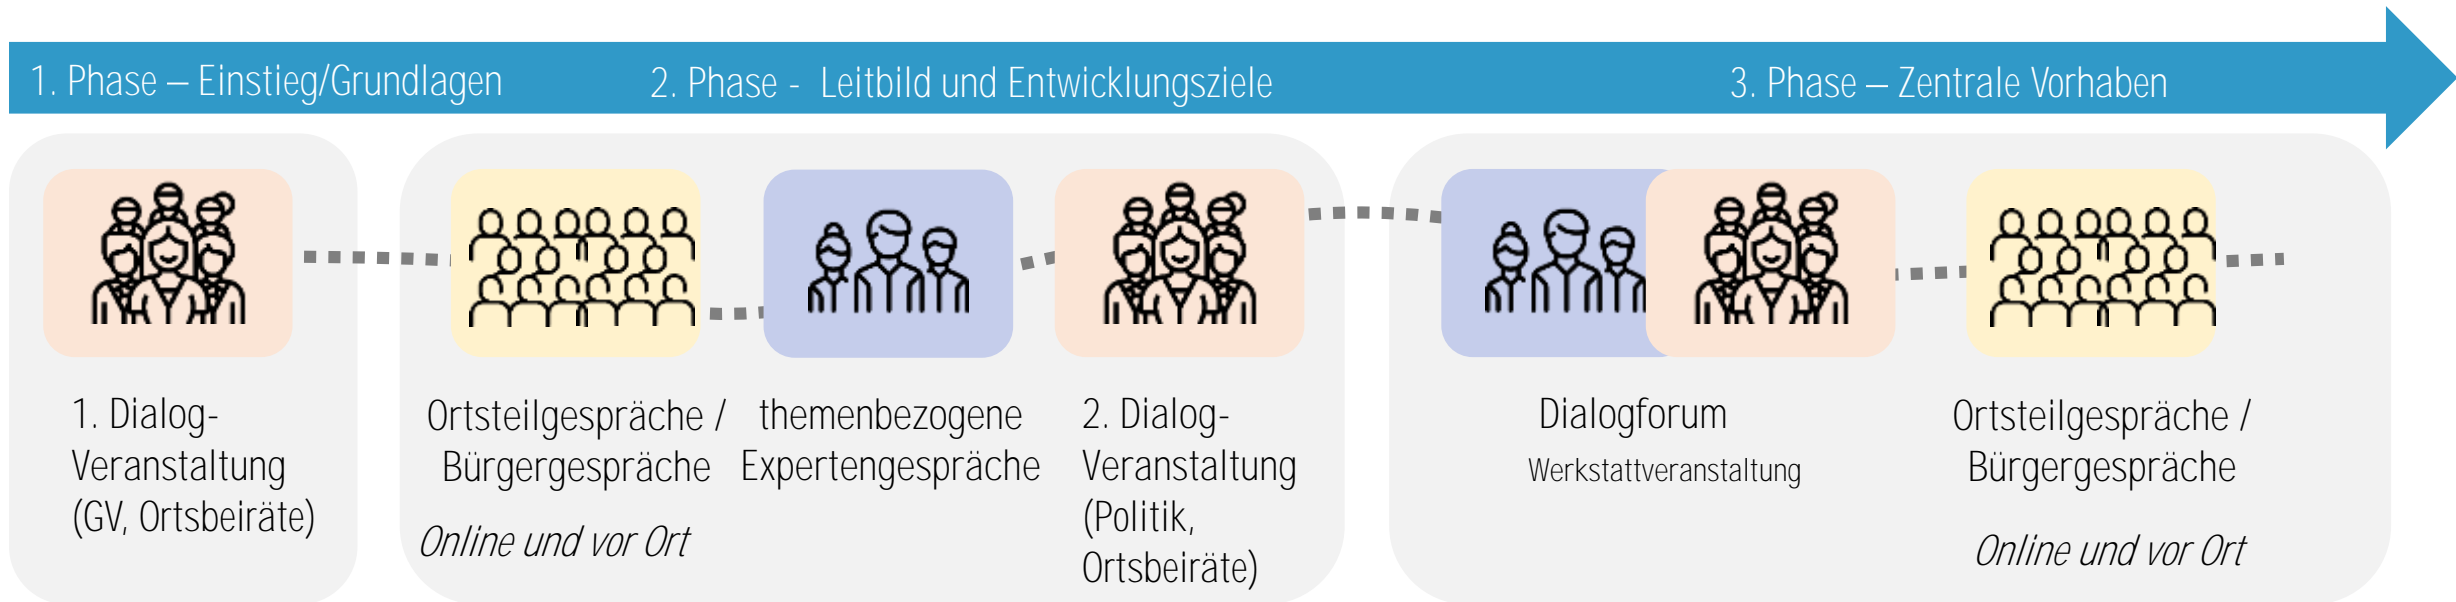 1. Phase – Einstieg/Grundlagen
2. Phase - Leitbild und Entwicklungsziele
3. Phase – Zentrale Vorhaben
1. Dialog-
Veranstaltung
(GV, Ortsbeiräte)
Ortsteilgespräche /
Bürgergespräche
Online und vor Ort
themenbezogene
Expertengespräche
2. Dialog-
Veranstaltung
(Politik,
Ortsbeiräte)
Dialogforum
Werkstattveranstaltung
Ortsteilgespräche /
Bürgergespräche
Online und vor Ort